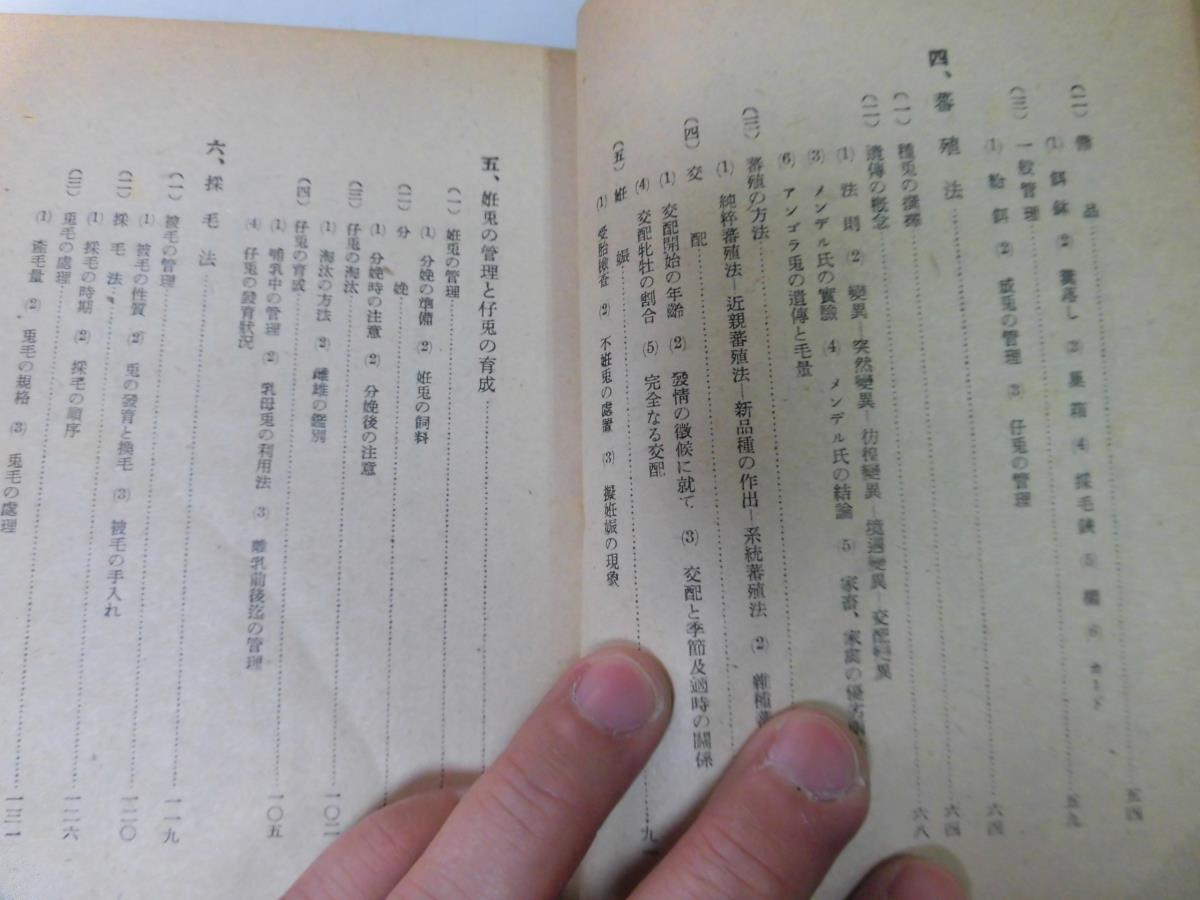 (二) 備品……五四
(1) 餌鉢 (2) 糞落し (3) 巢箱 (4) 採毛鋏 (5) 櫛 (6) カード
(三) 一般管理……五九
(1) 給餌 (2) 成兎の管理 (3) 仔兎の管理
四、蕃殖法……六四
(一) 種兎の選擇……六四
(二) 遺傳の概念……六八
(1) 法則 (2) 變異―突然變異―彷徨變異―境遇變異―交配變異
(3) メンデル氏の實驗 (4) メンデル氏の結論 (5) 家畜、家禽の優劣
(6) アンゴラ兎の遺傳と毛量
(三) 蕃殖の方法……
(1) 純粹蕃殖法―近親蕃殖法―新品種の作出―系統蕃殖法 (2) 雜種蕃
(四) 交配……
(1) 交配開始の年齡 (2) 發情の徵候に就て (3) 交配と季節及適時の關係
(4) 交配牝牡の割合 (5) 完全なる交配
(五) 姙娠……九
(1) 受胎檢査 (2) 不姙兎の處置 (3) 擬姙娠の現象
五、姙兎の管理と仔兎の育成……
(一) 姙兎の管理……
(1) 分娩の準備 (2) 姙兎の飼料
(二) 分娩……
(1) 分娩時の注意 (2) 分娩後の注意
(三) 仔兎の淘汰……一〇二
(1) 淘汰の方法 (2) 雌雄の鑑別
(四) 仔兎の育成……一〇五
(1) 哺乳中の管理 (2) 乳母兎の利用法 (3) 離乳前後迄の管理
(4) 仔兎の發育狀況
六、採毛法……一一九
(一) 被毛の管理……一一九
(1) 被毛の性質 (2) 兎の發育と換毛 (3) 被毛の手入れ
(二) 採毛法……一二〇
(1) 採毛の時期 (2) 採毛の順序
(三) 兎毛の處理……一二六
(1) 產毛量 (2) 兎毛の規格 (3) 兎毛の處理